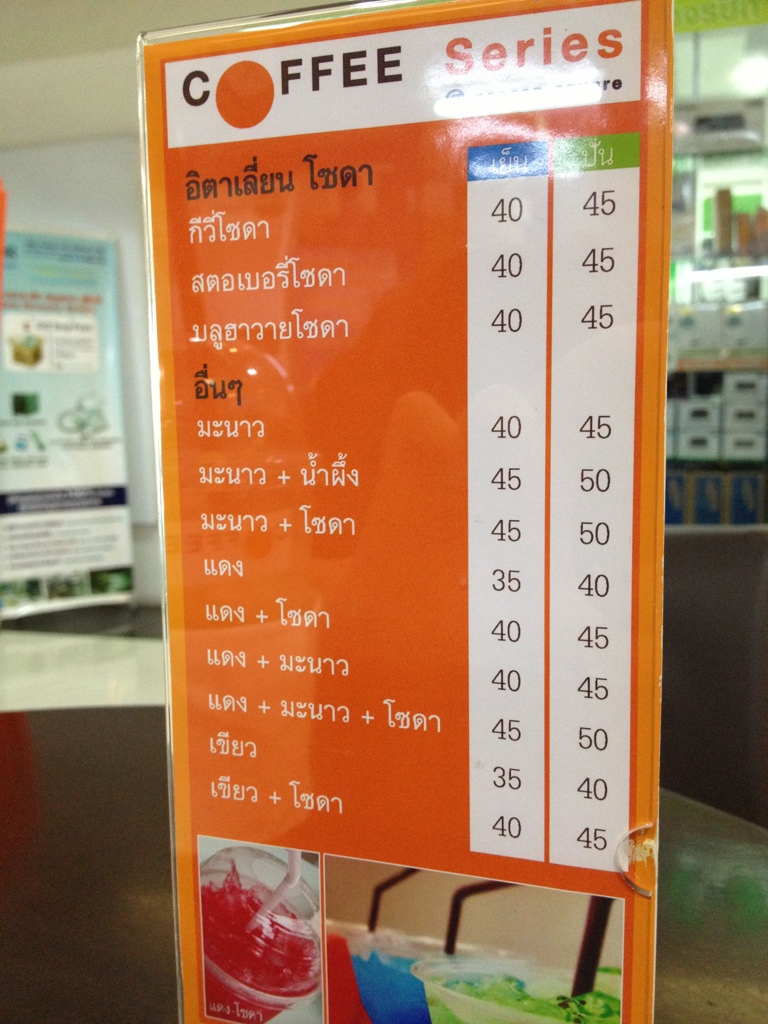 COFFEE Series
เย็น ปั่น
อิตาเลี่ยน โซดา
กีวี่โซดา 40 45
สตอเบอรี่โซดา 40 45
บลูฮาวายโซดา 40 45
อื่นๆ
มะนาว 40 45
มะนาว + น้ำผึ้ง 45 50
มะนาว + โซดา 45 50
แดง 35 40
แดง + โซดา 40 45
แดง + มะนาว 40 45
แดง + มะนาว + โซดา 45 50
เขียว 35 40
เขียว + โซดา 40 45
แดง-โซดา